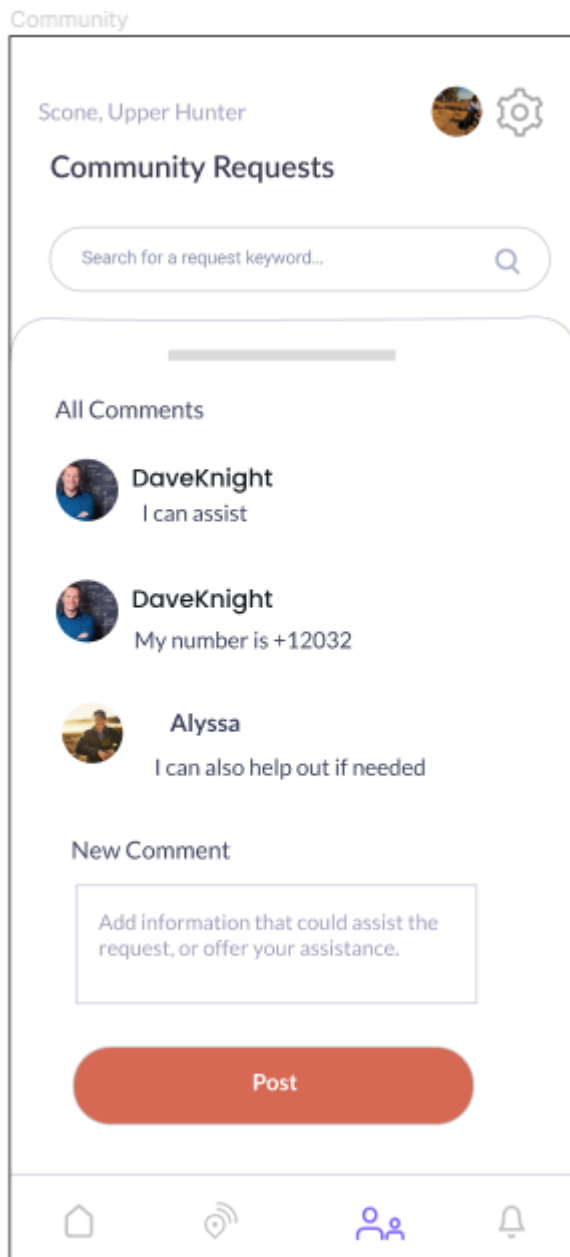 Community
Scone, Upper Hunter
Community Requests
Search for a request keyword...
All Comments
DaveKnight
I can assist
DaveKnight
My number is +12032
Alyssa
I can also help out if needed
New Comment
Add information that could assist the
request, or offer your assistance.
Post